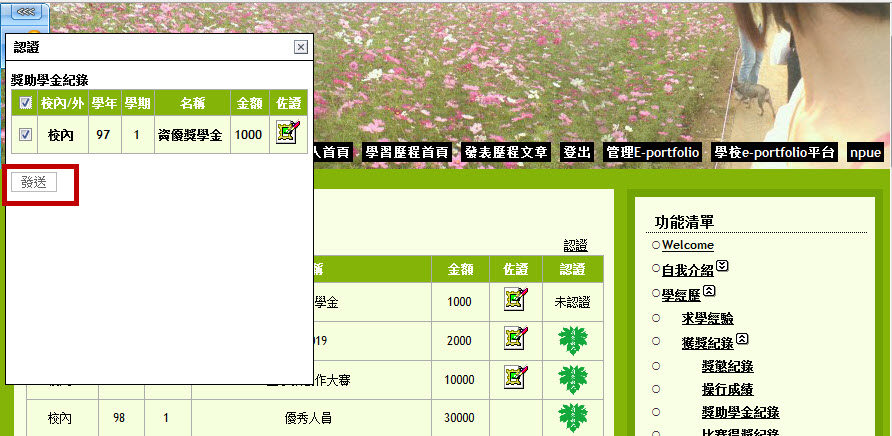 <<<
認證
獎助學金紀錄
校內/外 學年 學期 名稱 金額 佐證
校內 97 1 資優獎學金 1000
發送
人首頁 學習歷程首頁 發表歷程文章 登出 管理E-portfolio 學校e-portfolio平台 npue
認證
稱 金額 佐證 認證
學金 1000 未認證
019 2000
作大賽 10000
校內 98 1 優秀人員 30000
功能清單
Welcome
自我介紹
學經歷
求學經驗
獲獎紀錄
獎懲紀錄
操行成績
獎助學金紀錄
比賽得獎紀錄